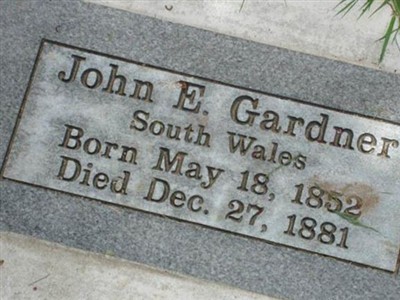 John E. Gardner
South Wales
Born May 18, 1852
Died Dec. 27, 1881